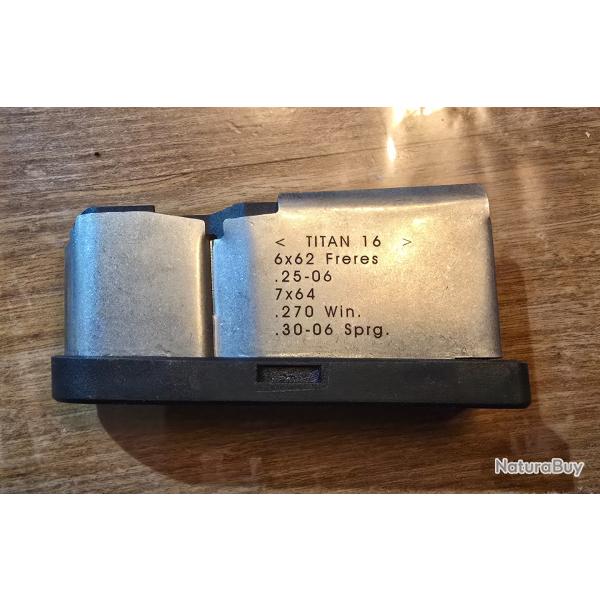 < TITAN 16 >
6x62 Freres
.25-06
7x64
.270 Win.
.30-06 Sprg.
NaturaBuy